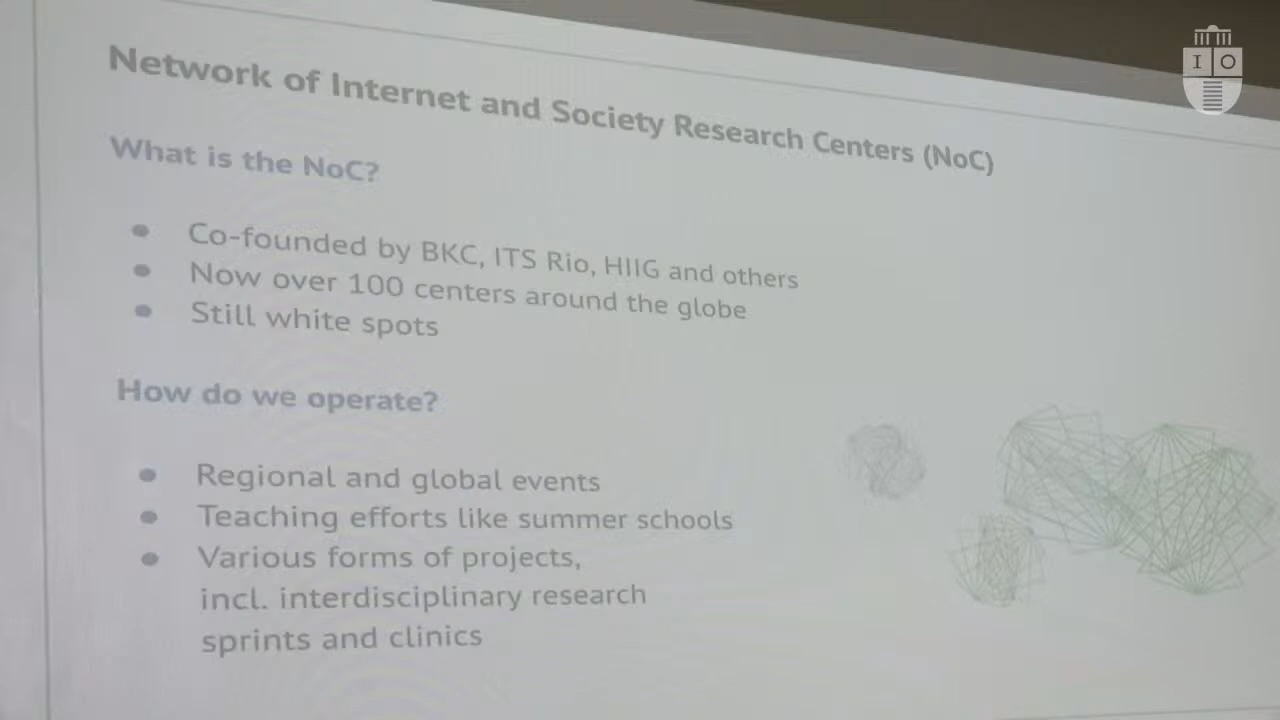 Network of Internet and Society Research Centers (NoC)
What is the NoC?
Co-founded by BKC, ITS Rio, HIIG and others
Now over 100 centers around the globe
Still white spots
How do we operate?
Regional and global events
Teaching efforts like summer schools
Various forms of projects,
incl. interdisciplinary research
sprints and clinics
I O